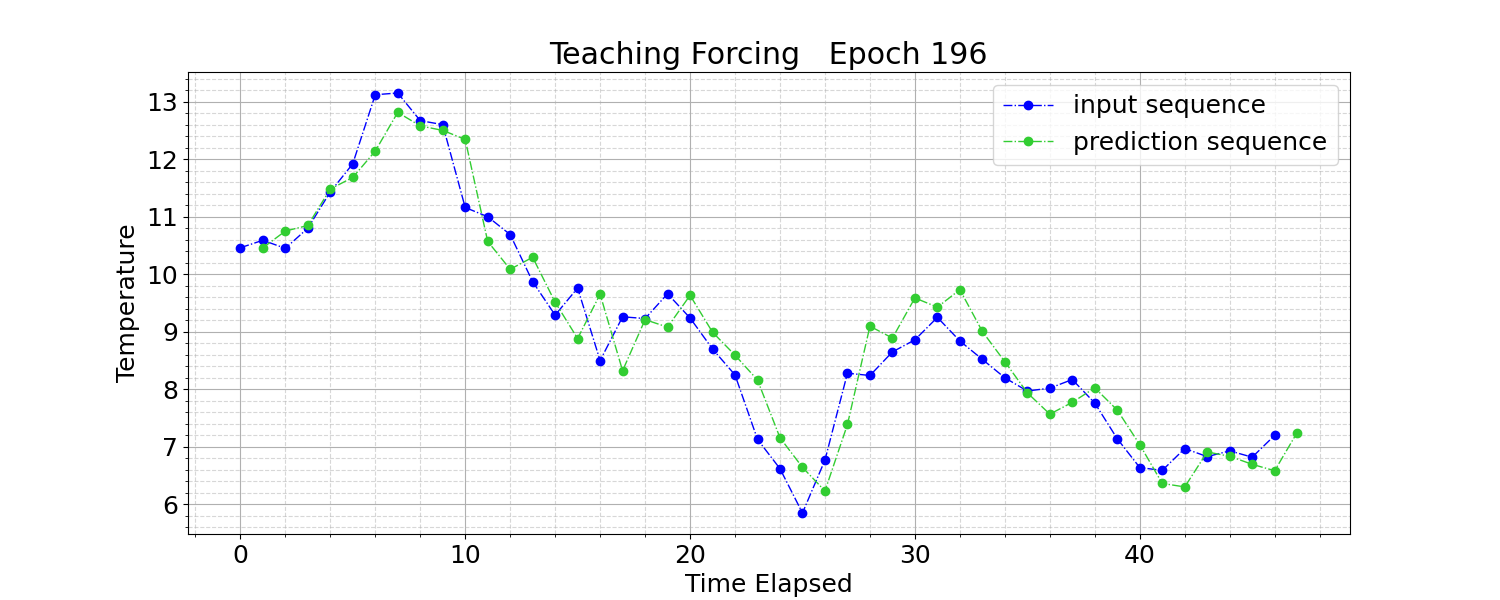 Teaching Forcing   Epoch 196
input sequence
prediction sequence
Temperature
13
12
11
10
9
8
7
6
0 10 20 30 40
Time Elapsed